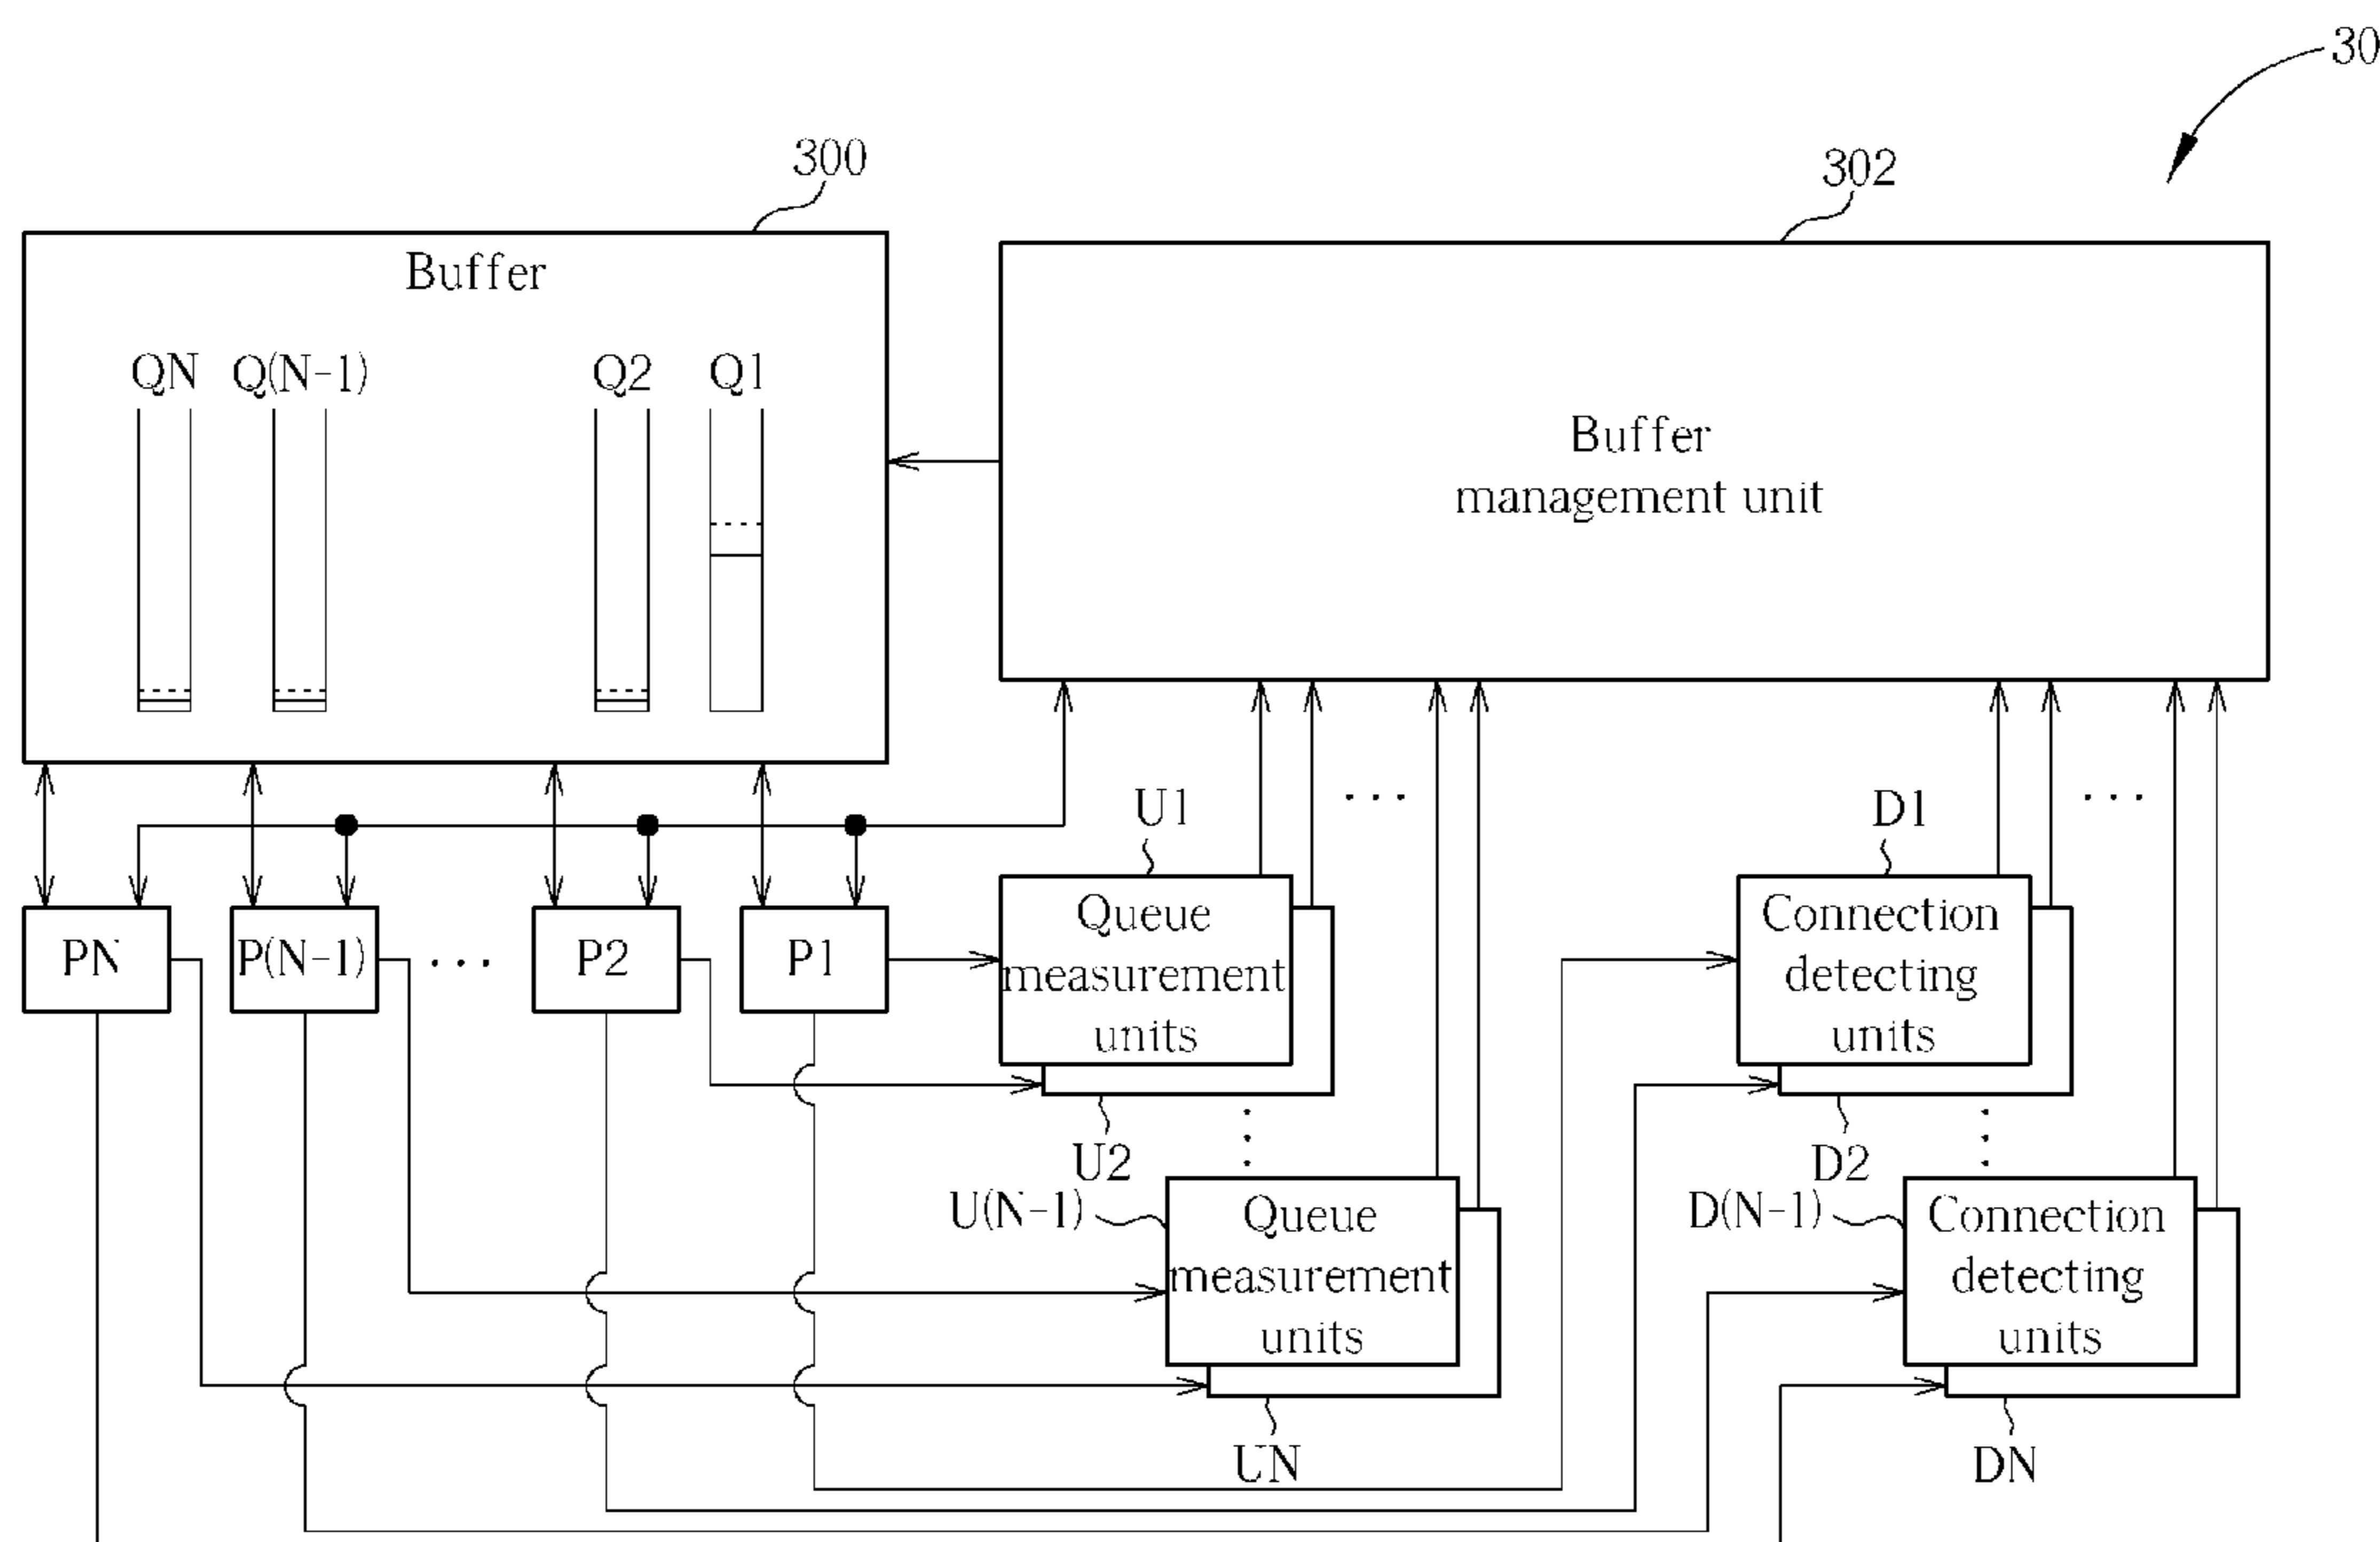 30
300
302
Buffer
QN Q(N-1) Q2 Q1
Buffer
management unit
...
...
U1
D1
PN P(N-1) ... P2 P1
Queue
measurement
units
Connection
detecting
units
U2
D2
U(N-1)
Queue
measurement
units
D(N-1)
Connection
detecting
units
UN
DN